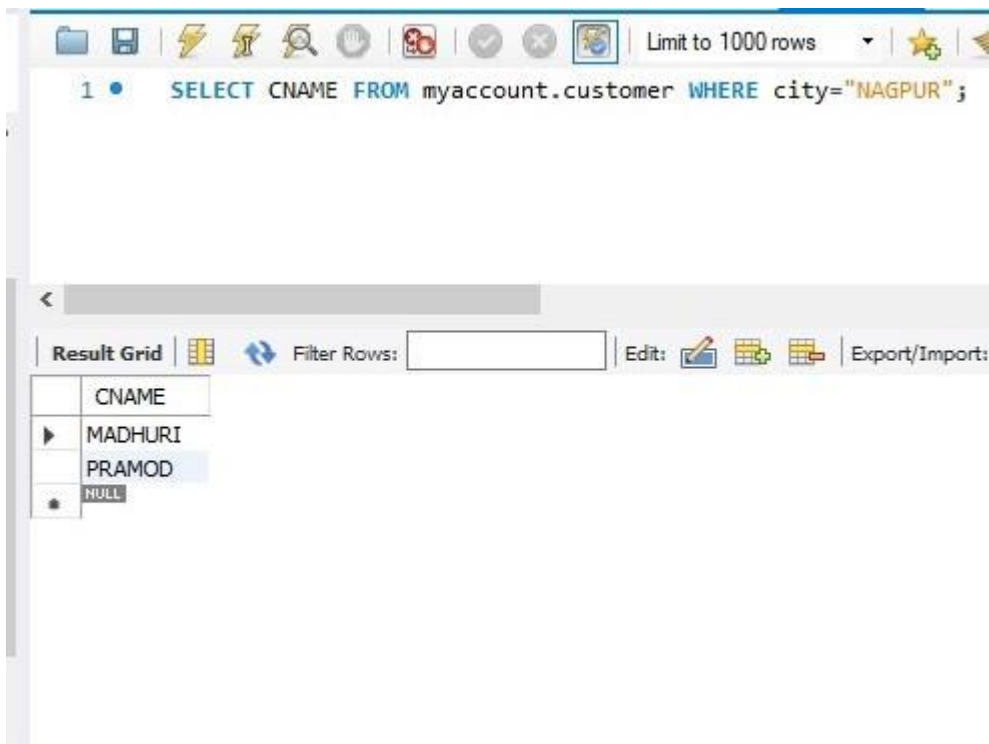 Limit to 1000 rows
1 SELECT CNAME FROM myaccount.customer WHERE city="NAGPUR";
Result Grid Filter Rows: Edit: Export/Import:
CNAME
MADHURI
PRAMOD
NULL